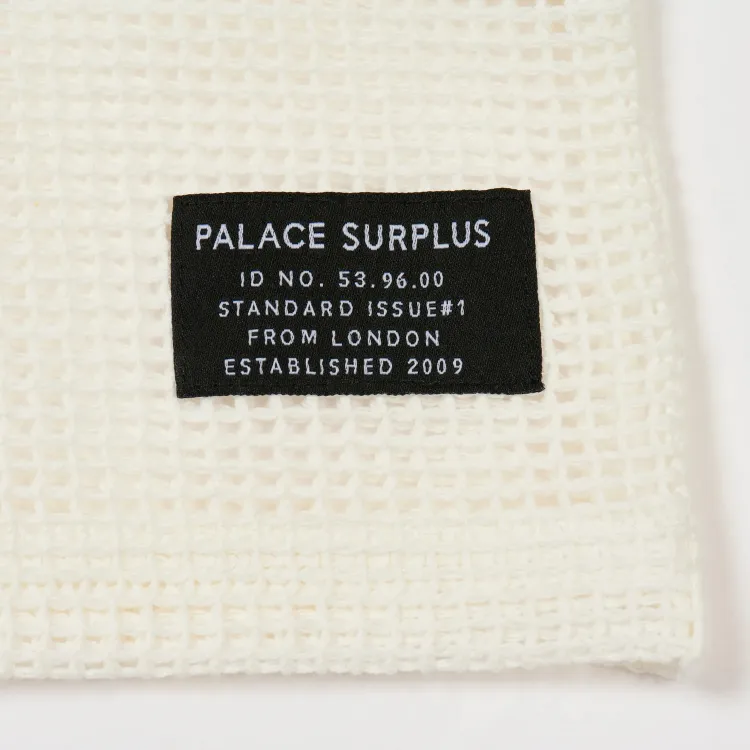 PALACE SURPLUS
ID NO. 53.96.00
STANDARD ISSUE#1
FROM LONDON
ESTABLISHED 2009